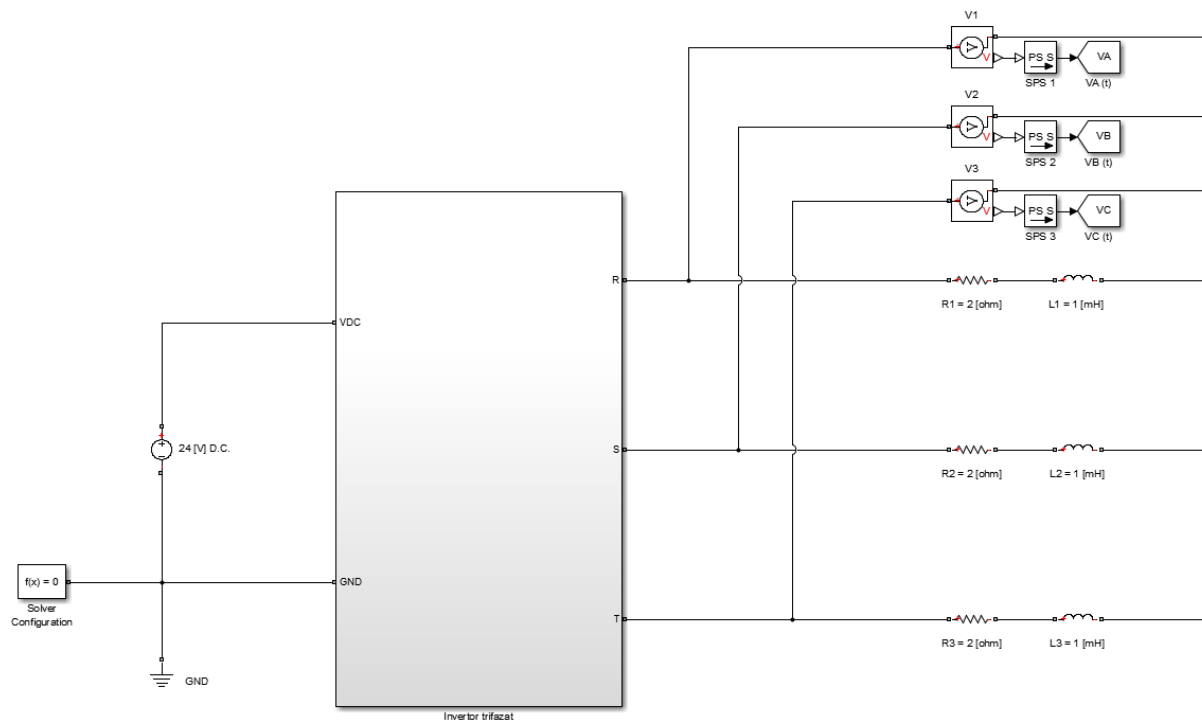 V1
V
PS S
VA
SPS 1
VA (t)
V2
V
PS S
VB
SPS 2
VB (t)
V3
V
PS S
VC
SPS 3
VC (t)
R
R1 = 2 [ohm]
L1 = 1 [mH]
VDC
24 [V] D.C.
S
R2 = 2 [ohm]
L2 = 1 [mH]
f(x) = 0
Solver
Configuration
GND
T
R3 = 2 [ohm]
L3 = 1 [mH]
GND
Invertor trifazat